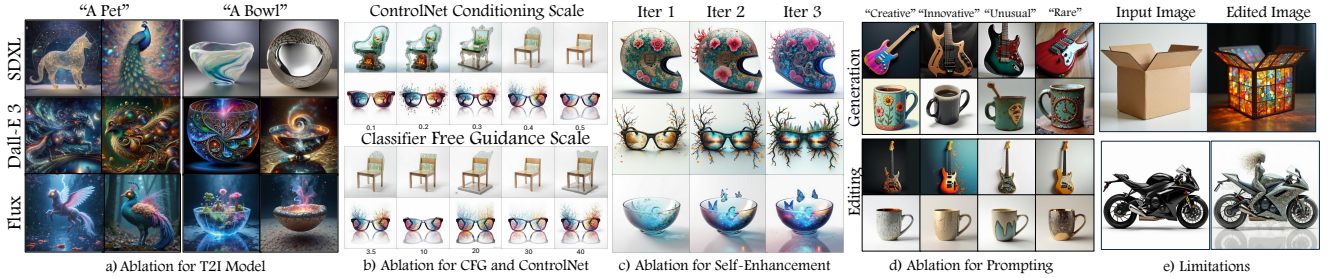 "A Pet" "A Bowl"
SDXL
Dall-E 3
Flux
a) Ablation for T2I Model
ControlNet Conditioning Scale
0.1 0.2 0.3 0.4 0.5
Classifier Free Guidance Scale
3.5 10 20 30 40
b) Ablation for CFG and ControlNet
Iter 1 Iter 2 Iter 3
c) Ablation for Self-Enhancement
"Creative" "Innovative" "Unusual" "Rare"
Generation
Editing
d) Ablation for Prompting
Input Image Edited Image
e) Limitations